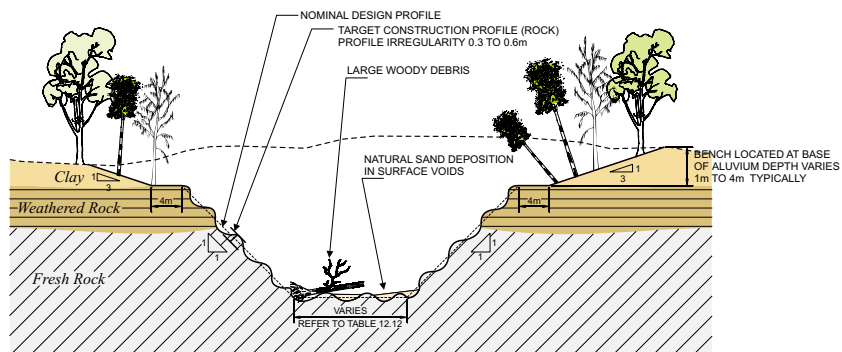 NOMINAL DESIGN PROFILE
TARGET CONSTRUCTION PROFILE (ROCK)
PROFILE IRREGULARITY 0.3 TO 0.6m
LARGE WOODY DEBRIS
NATURAL SAND DEPOSITION
IN SURFACE VOIDS
BENCH LOCATED AT BASE
OF ALUVIUM DEPTH VARIES
1m TO 4m TYPICALLY
Clay
1
3
1
3
4m
4m
Weathered Rock
1
1
1
1
Fresh Rock
VARIES
REFER TO TABLE 12.12